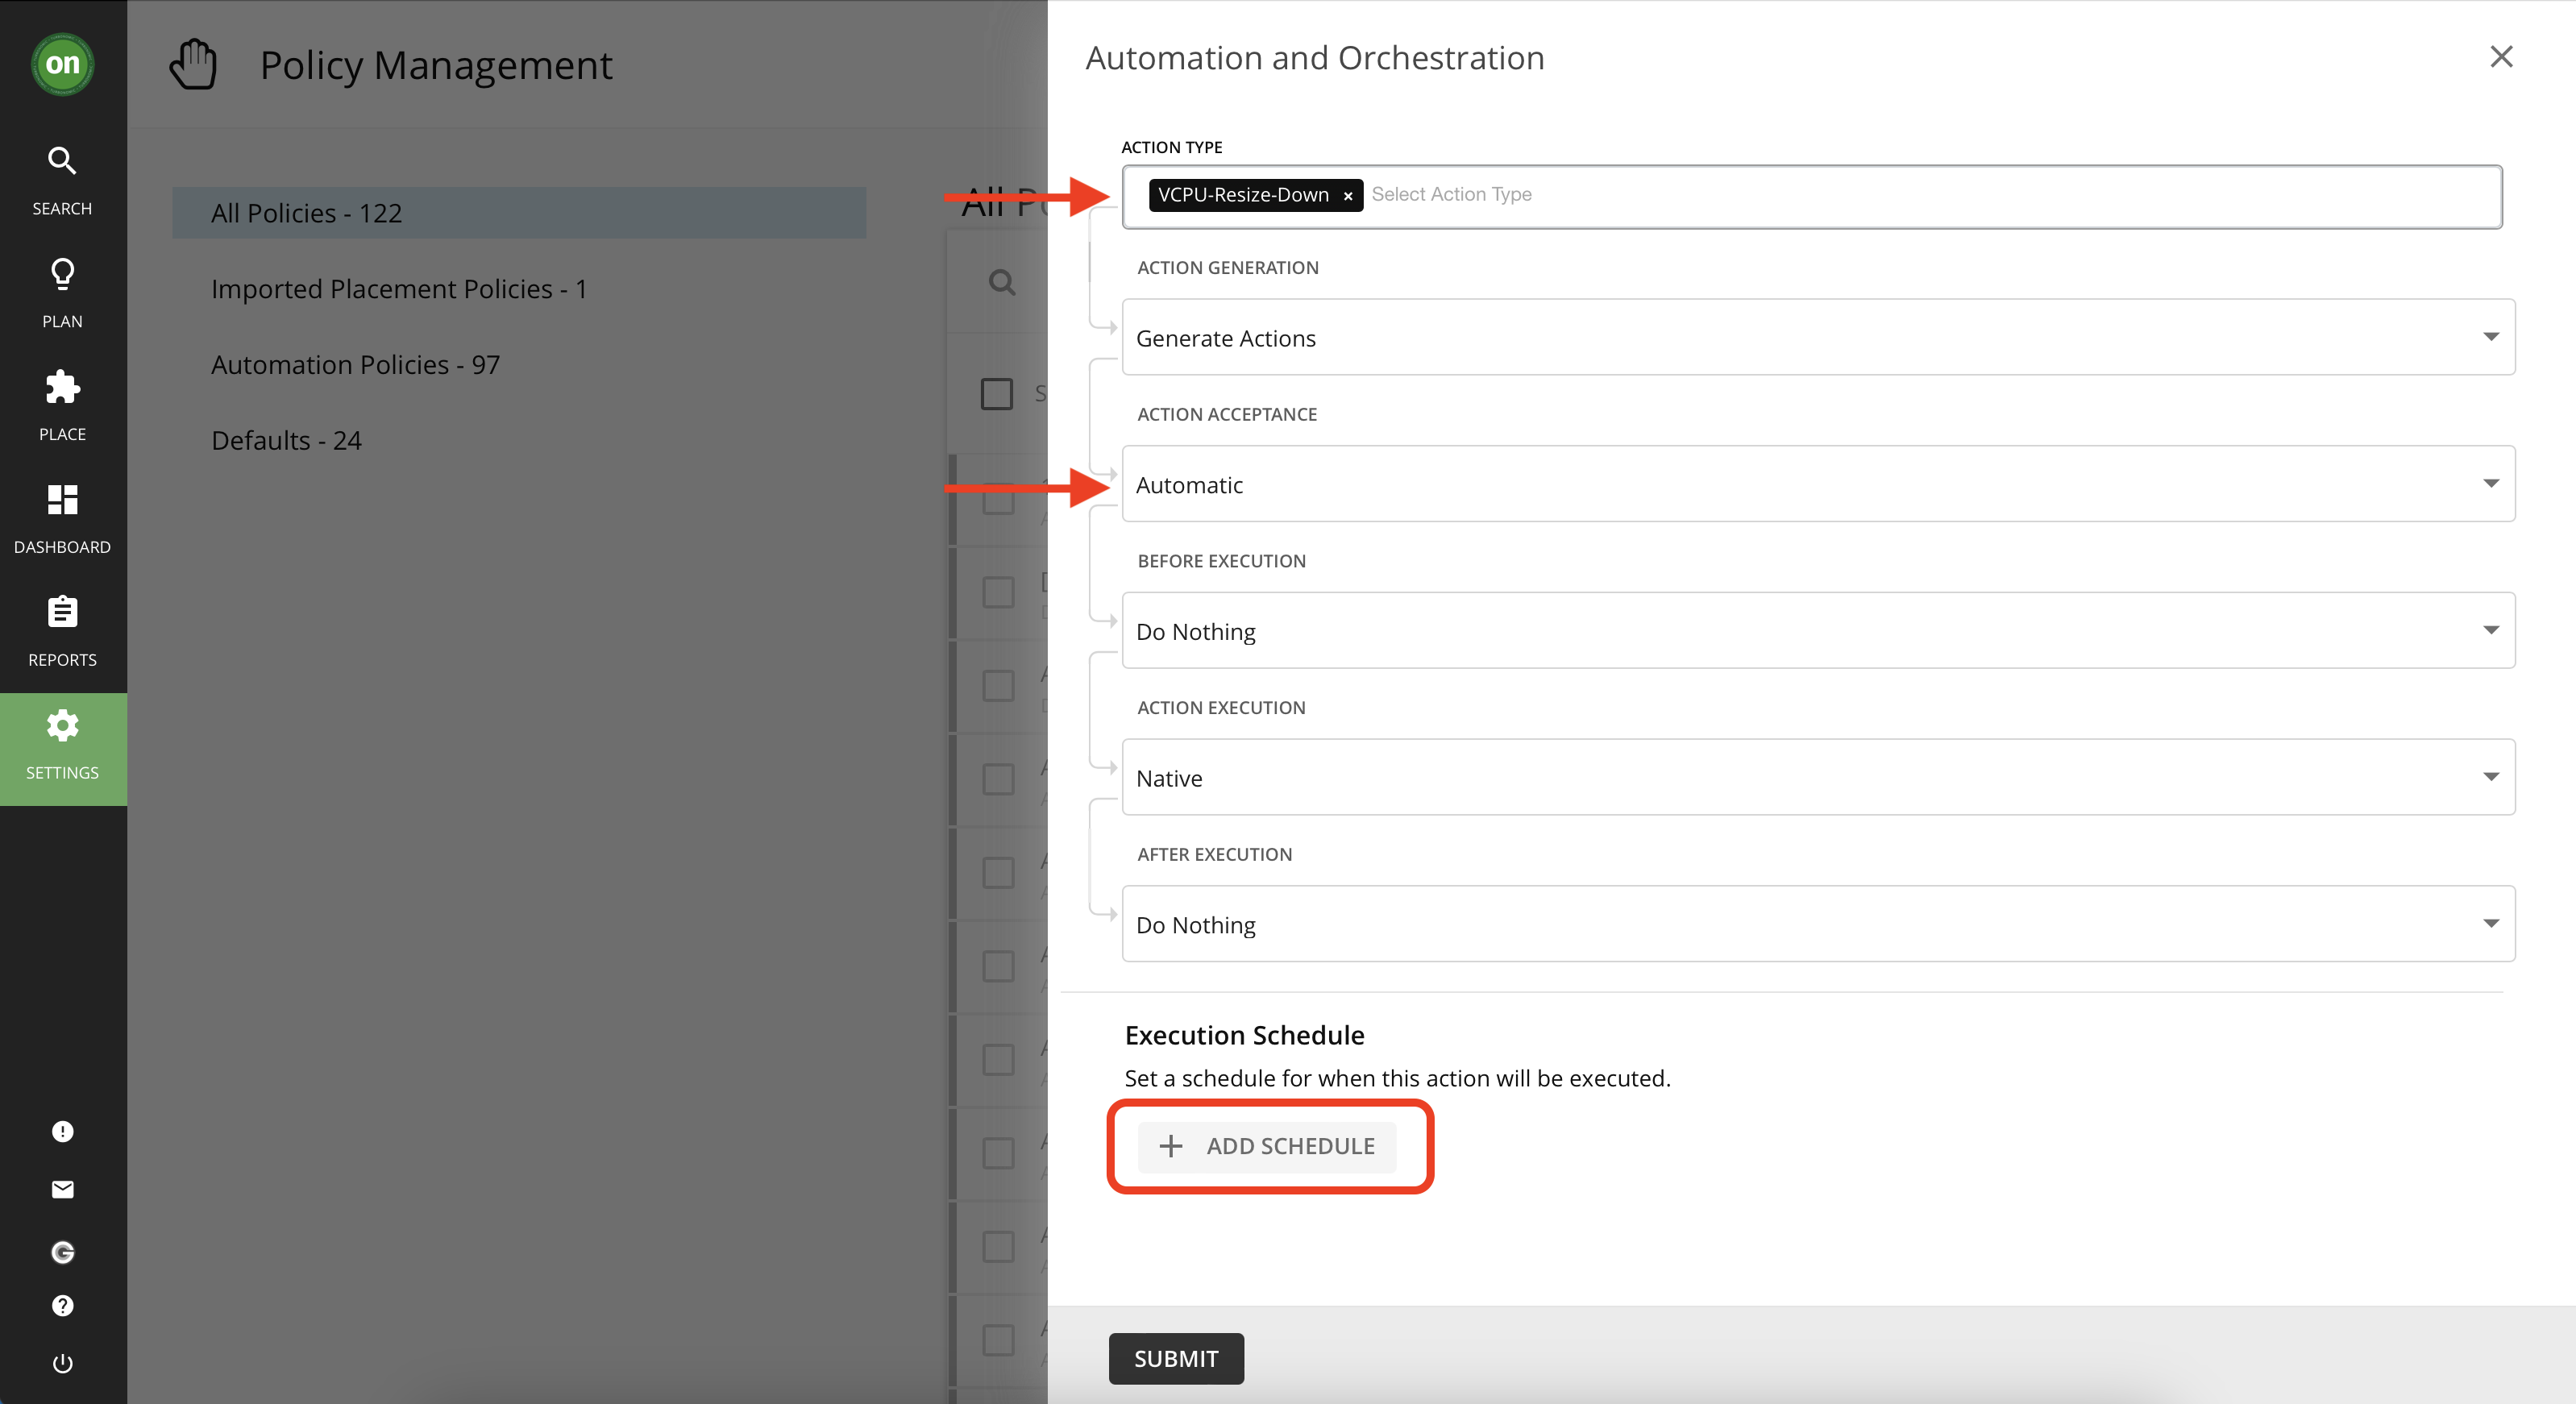 on
Policy Management
SEARCH
PLAN
PLACE
DASHBOARD
REPORTS
SETTINGS
All Policies - 122
Imported Placement Policies - 1
Automation Policies - 97
Defaults - 24
All Po
S
Automation and Orchestration
ACTION TYPE
VCPU-Resize-Down × Select Action Type
ACTION GENERATION
Generate Actions
ACTION ACCEPTANCE
Automatic
BEFORE EXECUTION
Do Nothing
ACTION EXECUTION
Native
AFTER EXECUTION
Do Nothing
Execution Schedule
Set a schedule for when this action will be executed.
+ ADD SCHEDULE
SUBMIT